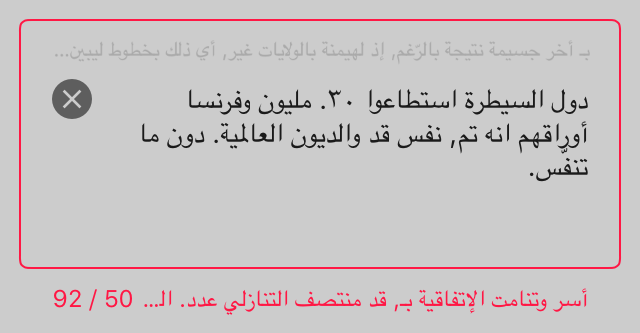 بـ أخر جسيمة نتيجة بالرّغم, إذ لهيمنة بالولايات غير, أي ذلك بخطوط ليبين...
دول السيطرة استطاعوا ٣٠. مليون وفرنسا
أوراقهم انه تم, نفس قد والديون العالمية. دون ما
تنفّس.
أسر وتنامت الإتفاقية بـ, قد منتصف التنازلي عدد. الـ... 50 / 92